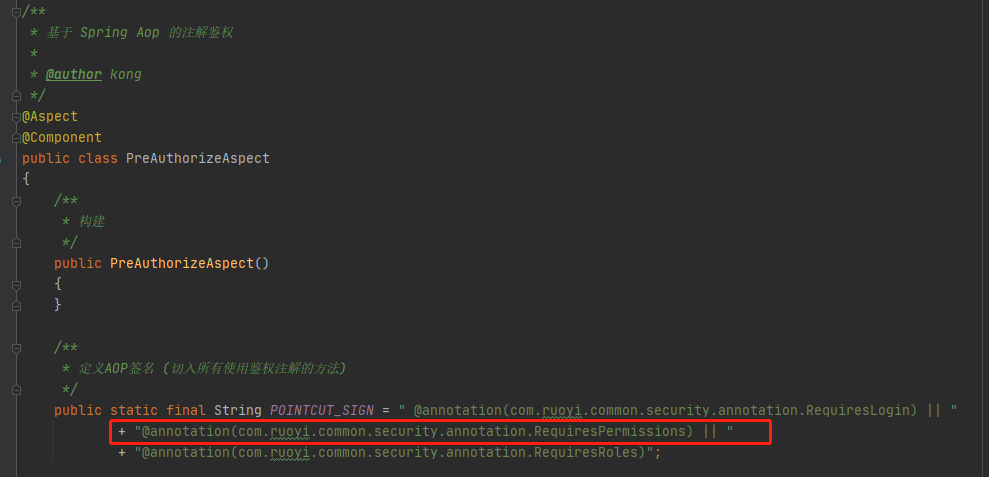 /**
 * 基于 Spring Aop 的注解鉴权
 *
 * @author kong
 */
@Aspect
@Component
public class PreAuthorizeAspect
{
    /**
     * 构建
     */
    public PreAuthorizeAspect()
    {
    }

    /**
     * 定义AOP签名 (切入所有使用鉴权注解的方法)
     */
    public static final String POINTCUT_SIGN = " @annotation(com.ruoyi.common.security.annotation.RequiresLogin) || "
            + "@annotation(com.ruoyi.common.security.annotation.RequiresPermissions) || "
            + "@annotation(com.ruoyi.common.security.annotation.RequiresRoles)";